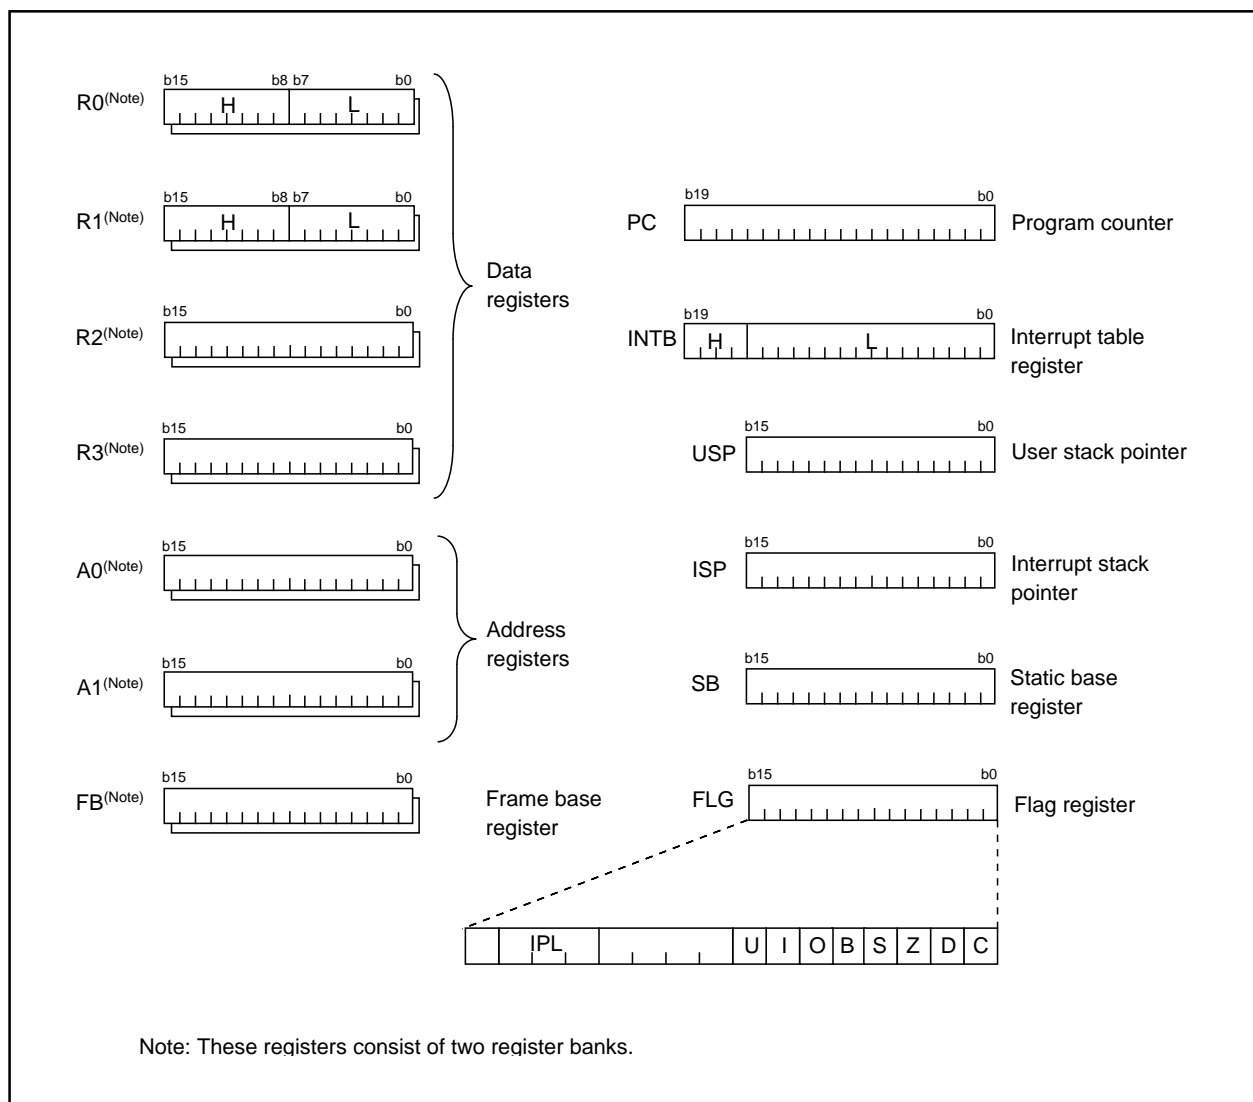 b15 b8 b7 b0
R0(Note) H L
b15 b8 b7 b0
R1(Note) H L
b15 b0
R2(Note)
b15 b0
R3(Note)
Data
registers
b15 b0
A0(Note)
b15 b0
A1(Note)
Address
registers
b15 b0
FB(Note)
Frame base
register
b19 b0
PC Program counter
b19 b0
INTB H L Interrupt table
register
b15 b0
USP User stack pointer
b15 b0
ISP Interrupt stack
pointer
b15 b0
SB Static base
register
b15 b0
FLG Flag register
IPL U I O B S Z D C
Note: These registers consist of two register banks.